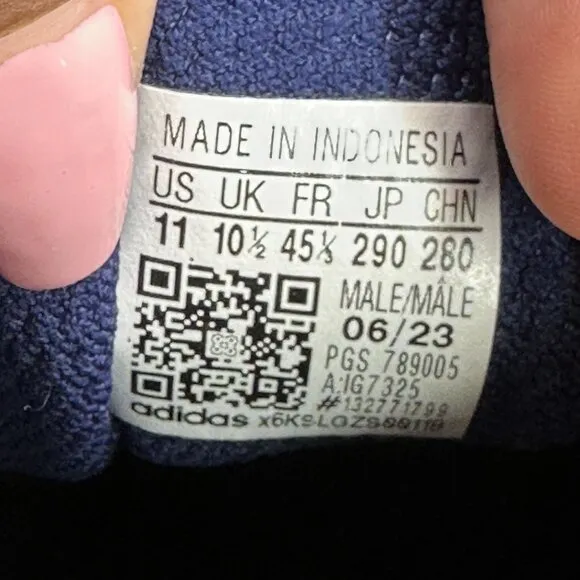 MADE IN INDONESIA
US UK FR JP CHN
11 10½ 45⅓ 290 280
MALE/MÂLE
06/23
PGS 789005
A:IG7325
#132771799
adidas